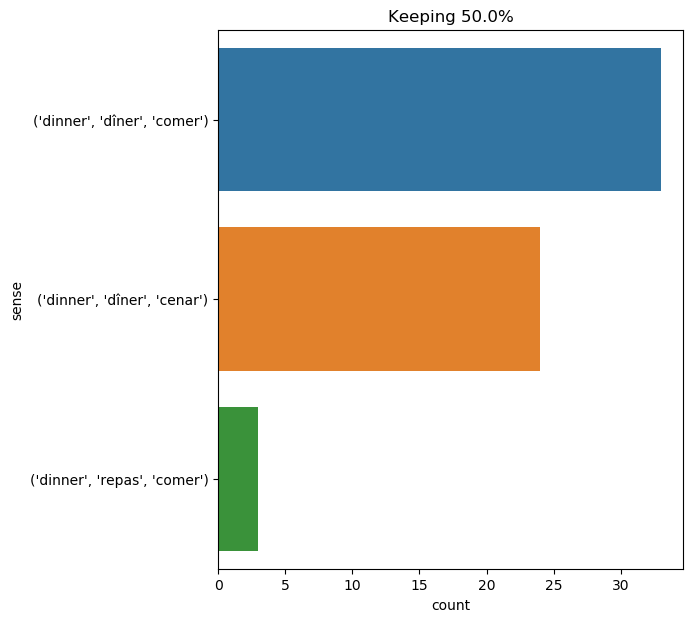 Keeping 50.0%
('dinner', 'dîner', 'comer')
('dinner', 'dîner', 'cenar')
('dinner', 'repas', 'comer')
sense
0 5 10 15 20 25 30
count